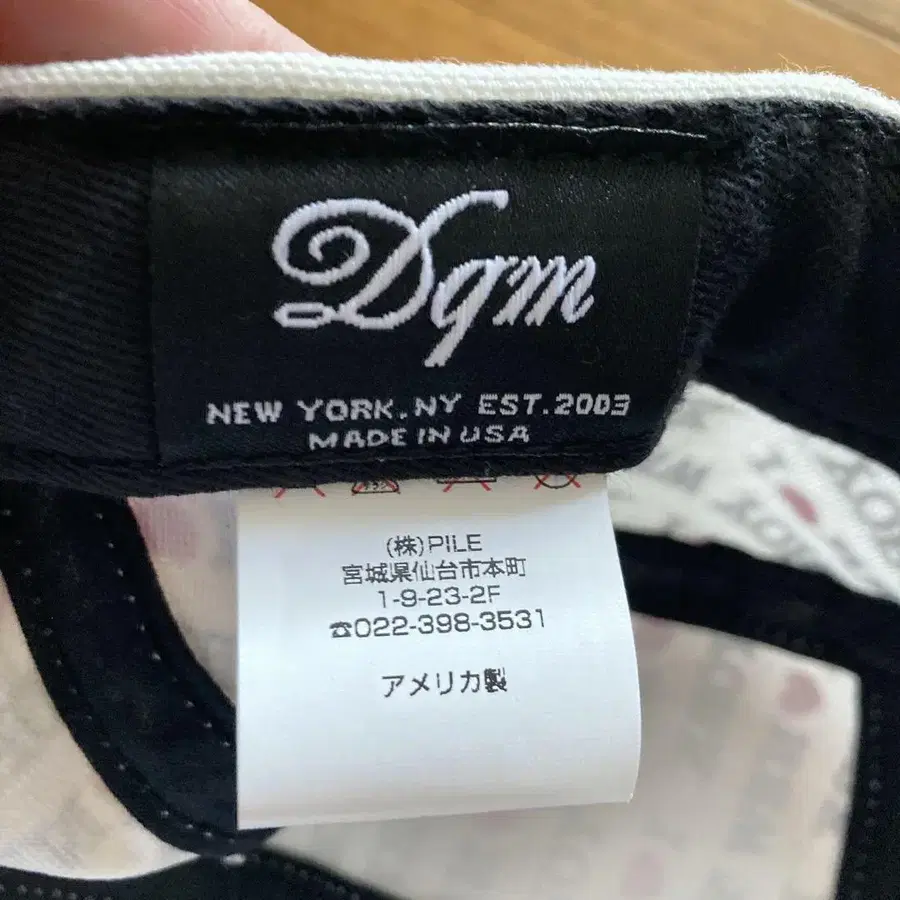 Dqm
NEW YORK.NY EST.2003
MADE IN USA
(株)PILE
宮城県仙台市本町
1-9-23-2F
☎022-398-3531
アメリカ製